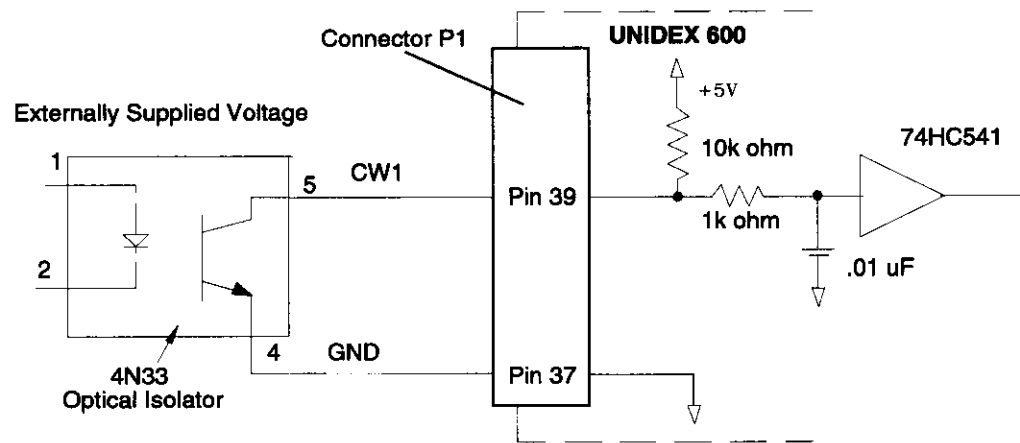 Connector P1
UNIDEX 600
+5V
Externally Supplied Voltage
74HC541
10k ohm
1
5
CW1
Pin 39
1k ohm
2
.01 uF
4
GND
Pin 37
4N33
Optical Isolator